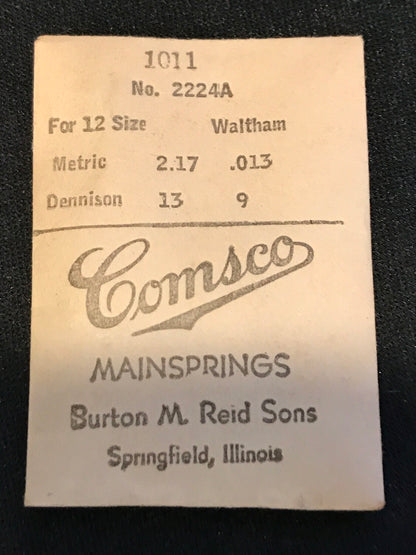 1011
No. 2224A
For 12 Size Waltham
Metric 2.17 .013
Dennison 13 9
Comsco
MAINSPRINGS
Burton M. Reid Sons
Springfield, Illinois